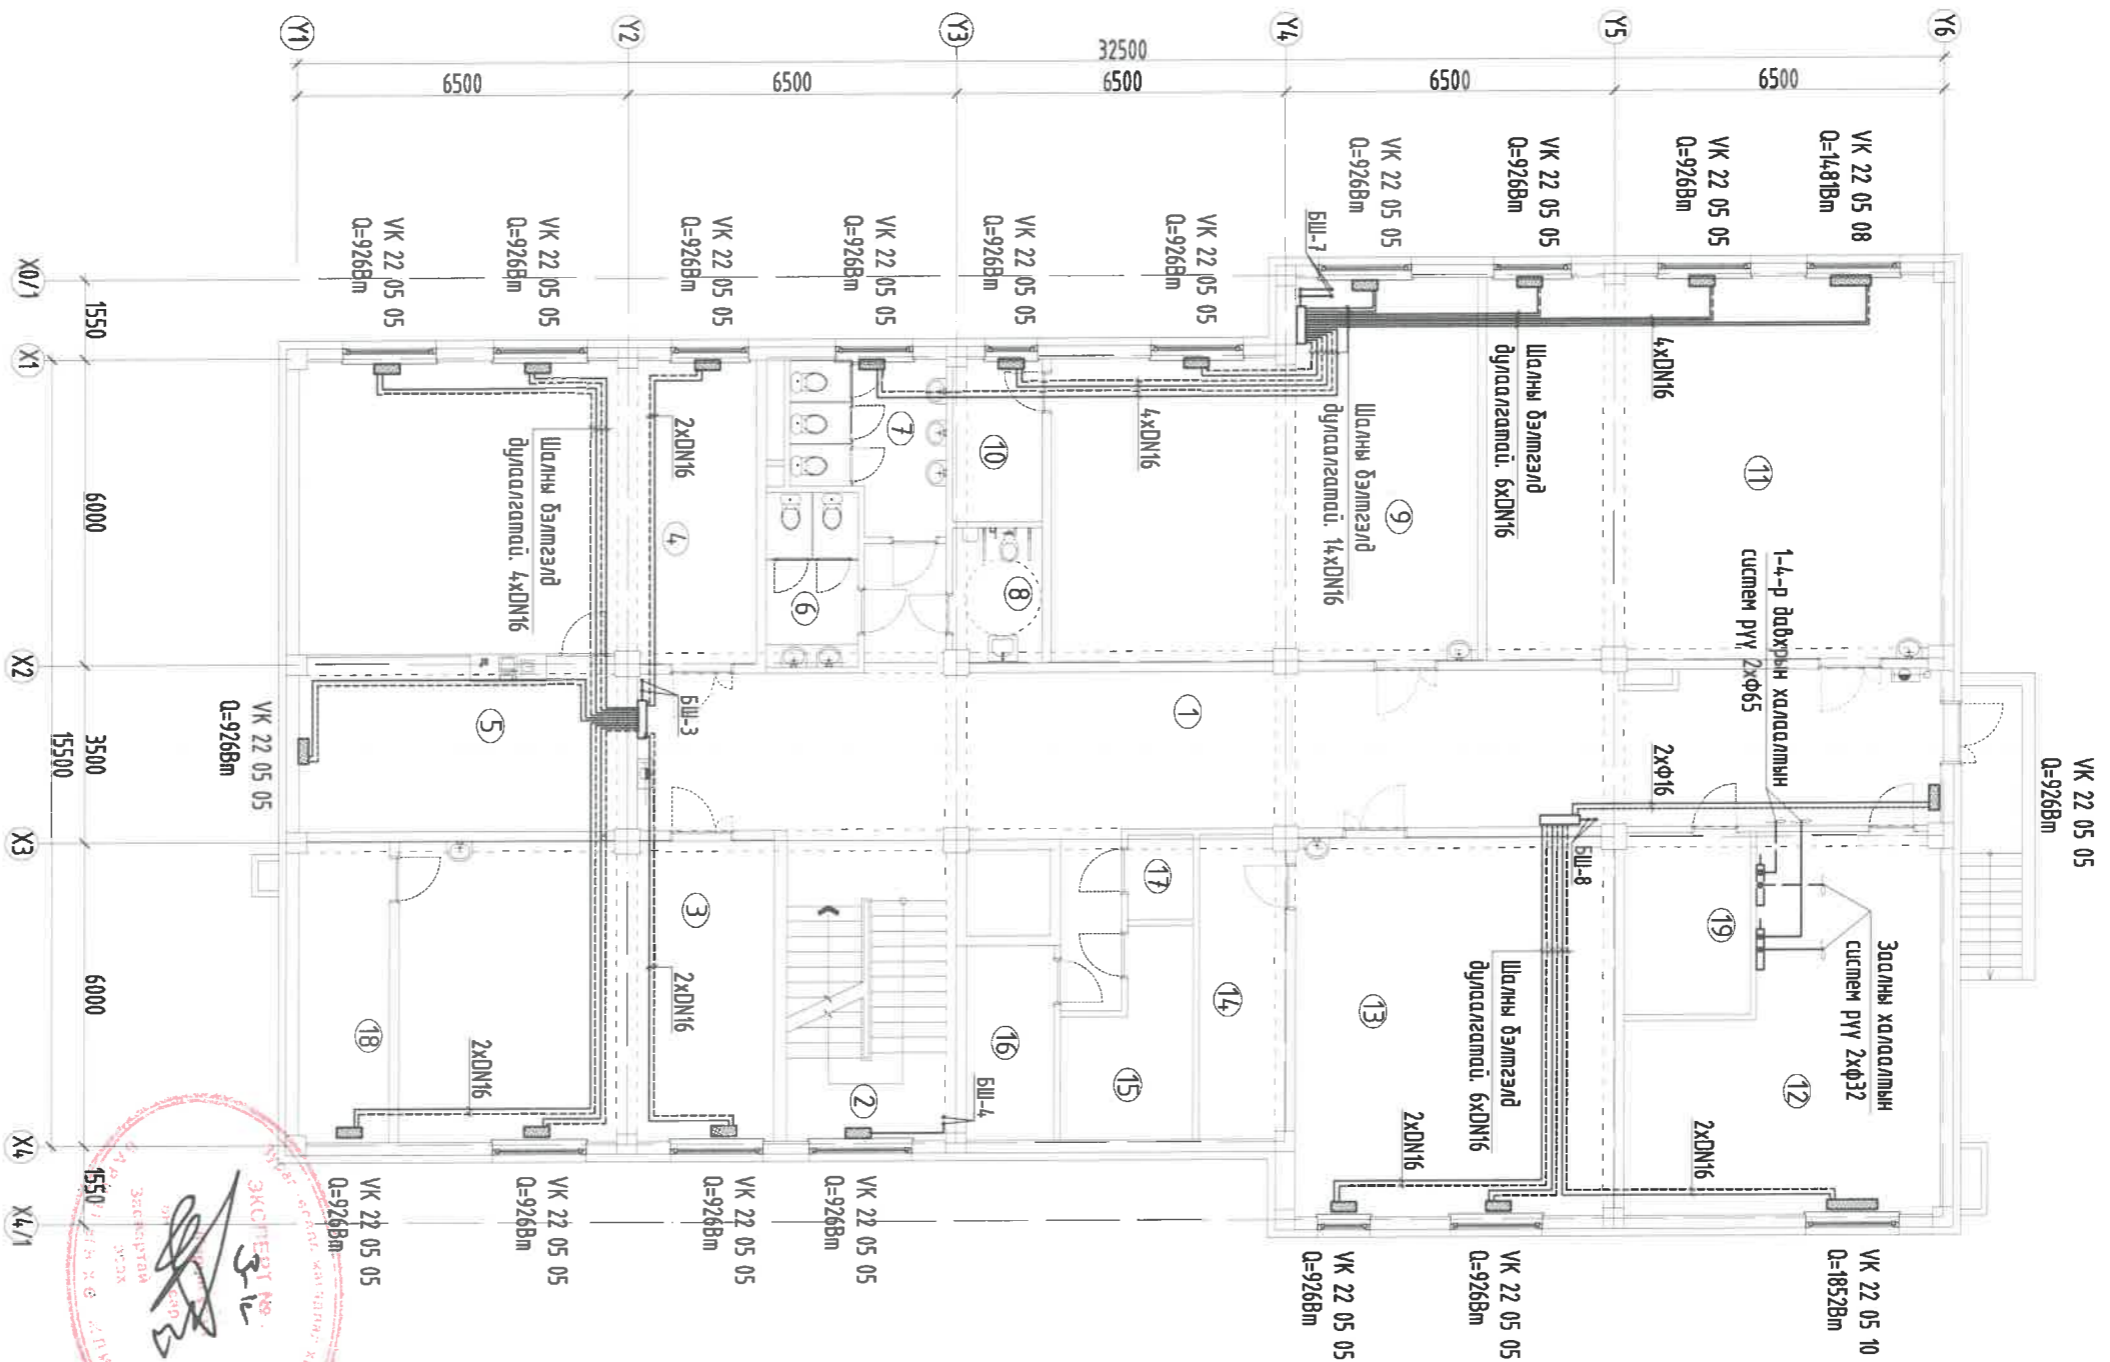 Y1
Y2
Y3
Y4
Y5
Y6
32500
6500
6500
6500
6500
6500
X0/1
X1
X2
X3
X4
X4/1
1550
6000
3500
6000
1550
15500
VK 22 05 05
Q=926Вт
VK 22 05 05
Q=926Вт
VK 22 05 05
Q=926Вт
VK 22 05 05
Q=926Вт
VK 22 05 05
Q=926Вт
VK 22 05 05
Q=926Вт
VK 22 05 05
Q=926Вт
VK 22 05 05
Q=926Вт
VK 22 05 05
Q=926Вт
VK 22 05 08
Q=1481Вт
БШ-7
4xDN16
Шалны бэлтгэлд
дулаалгатай. 6xDN16
Шалны бэлтгэлд
дулаалгатай. 14xDN16
4xDN16
2xDN16
Шалны бэлтгэлд
дулаалгатай. 4xDN16
1-4-р давхрын халаалтын
систем РҮҮ 2xФ65
Заалны халаалтын
систем РҮҮ 2xф32
2xФ16
VK 22 05 05
Q=926Вт
VK 22 05 05
Q=926Вт
БШ-3
БШ-8
БШ-4
Шалны бэлтгэлд
дулаалгатай. 6xDN16
2xDN16
2xDN16
2xDN16
2xDN16
1
2
3
4
5
6
7
8
9
10
11
12
13
14
15
16
17
18
19
VK 22 05 05
Q=926Вт
VK 22 05 05
Q=926Вт
VK 22 05 05
Q=926Вт
VK 22 05 05
Q=926Вт
VK 22 05 05
Q=926Вт
VK 22 05 05
Q=926Вт
VK 22 05 10
Q=1852Вт
ЭКСПЕРТ №